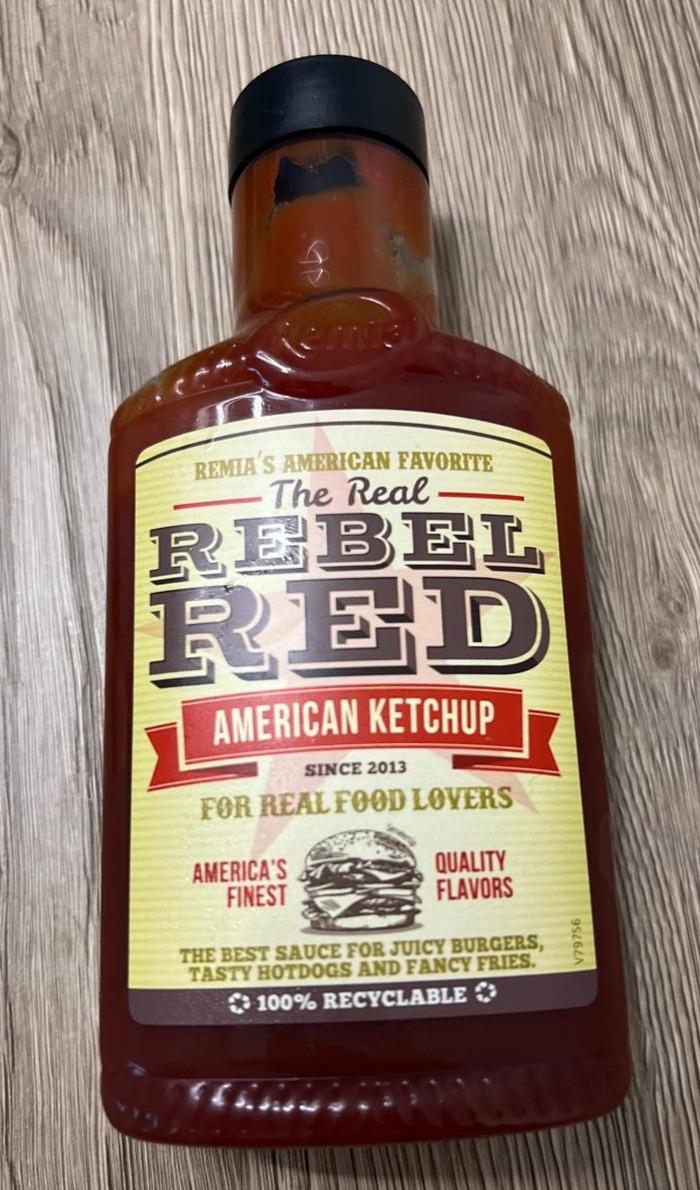 Remia
REMIA'S AMERICAN FAVORITE
The Real
REBEL
RED
AMERICAN KETCHUP
SINCE 2013
FOR REAL FOOD LOVERS
AMERICA'S
FINEST
QUALITY
FLAVORS
THE BEST SAUCE FOR JUICY BURGERS,
TASTY HOTDOGS AND FANCY FRIES.
100% RECYCLABLE
V79756